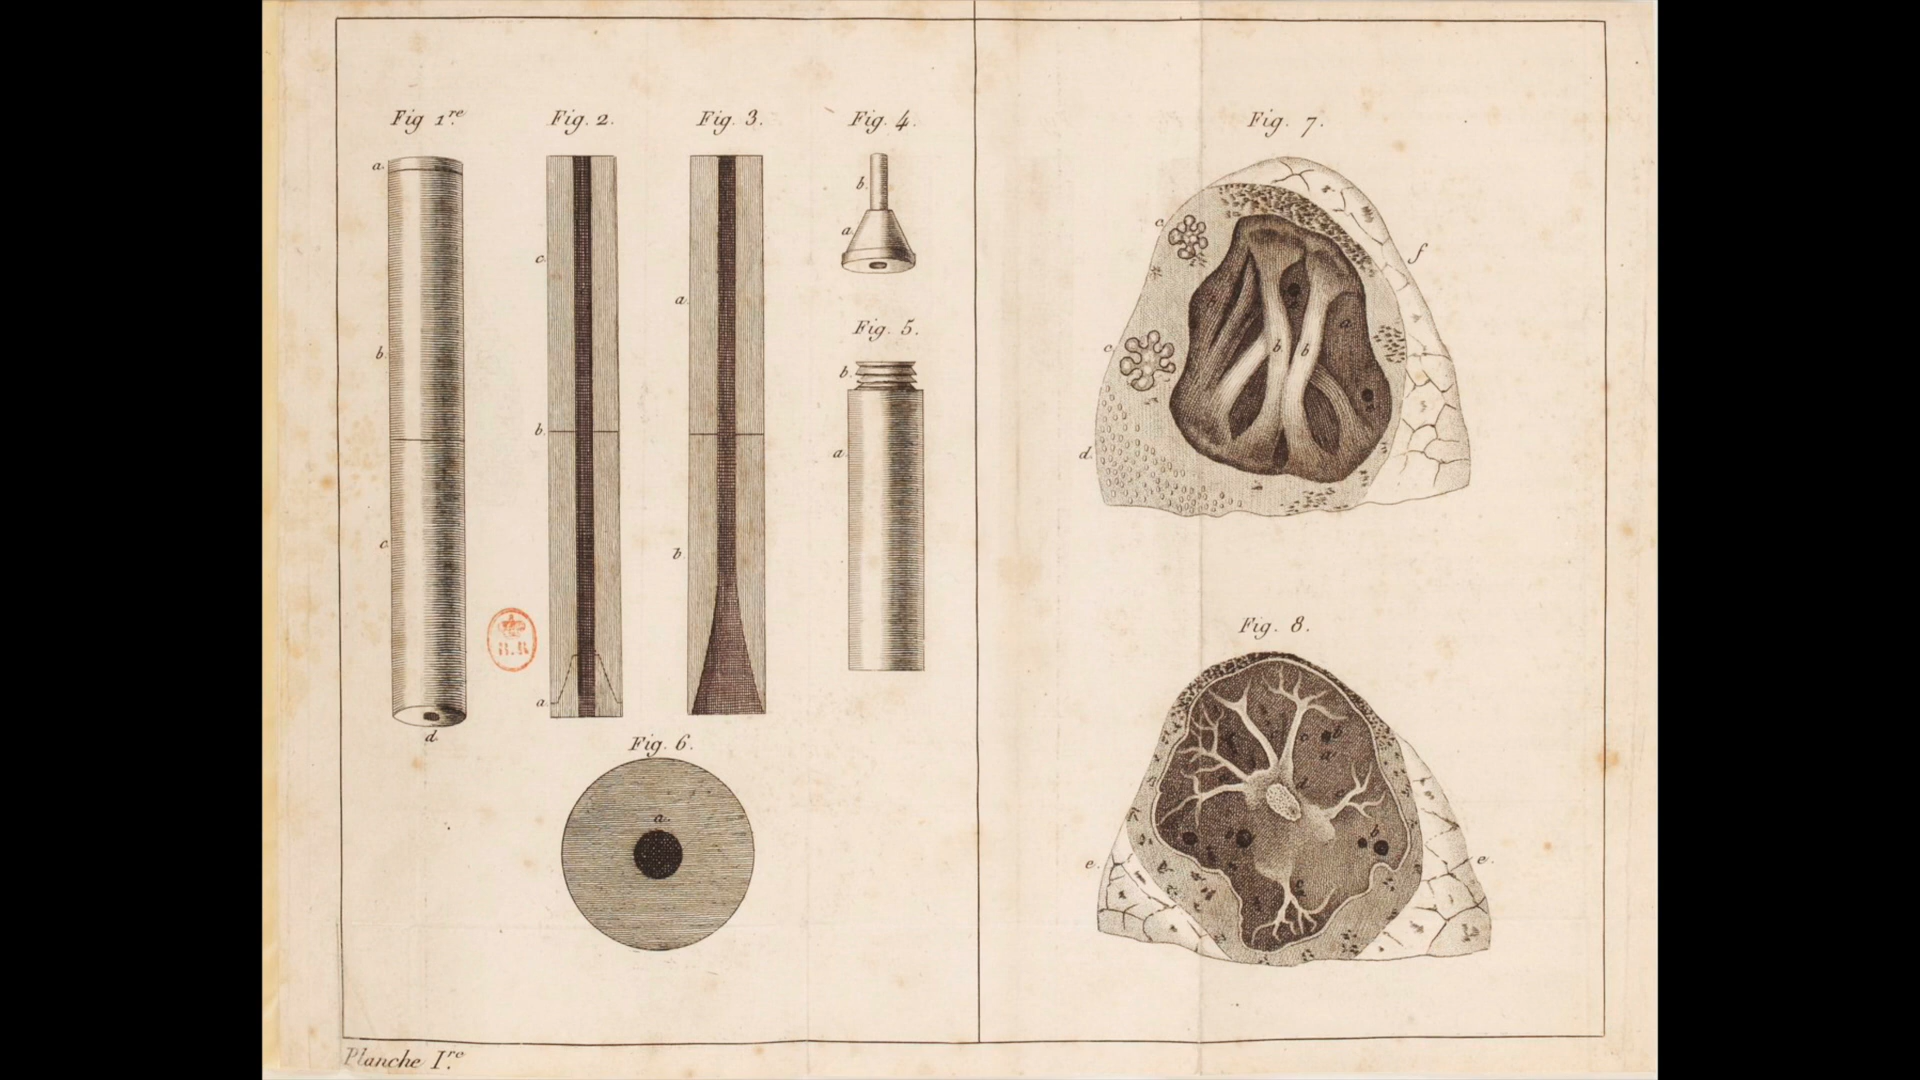 Fig 1re.
Fig. 2.
Fig. 3.
Fig. 4.
a.
b.
c.
d.
c.
b.
a.
a.
b.
b.
a.
Fig. 5.
b.
a.
Fig. 6.
a.
R.R
Fig. 7.
c.
f
a
b.
b
c.
d.
Fig. 8.
c
b
a
b
c
e.
e.
Planche Ire.